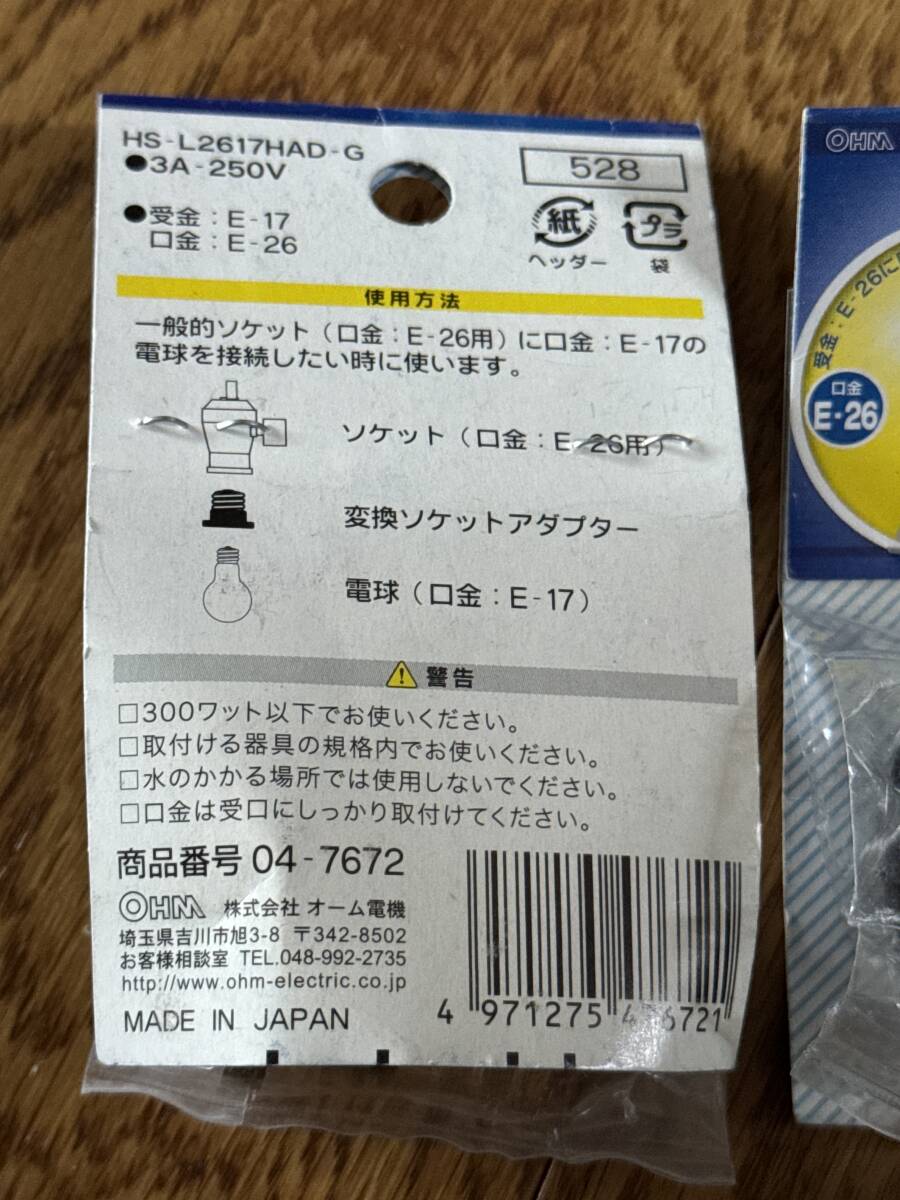 HS-L2617HAD-G
●3A-250V
528
●受金：E-17
口金：E-26
紙
ヘッダー
プラ
袋
使用方法
一般的ソケット（口金：E-26用）に口金：E-17の
電球を接続したい時に使います。
ソケット（口金：E-26用）
変換ソケットアダプター
電球（口金：E-17）
警告
□300ワット以下でお使いください。
□取付ける器具の規格内でお使いください。
□水のかかる場所では使用しないでください。
□口金は受口にしっかり取付けてください。
商品番号 04-7672
OHM 株式会社 オーム電機
埼玉県吉川市旭3-8 〒342-8502
お客様相談室 TEL.048-992-2735
http://www.ohm-electric.co.jp
MADE IN JAPAN
4 971275 4 6721
OHM
受金：E-26に
口金
E-26